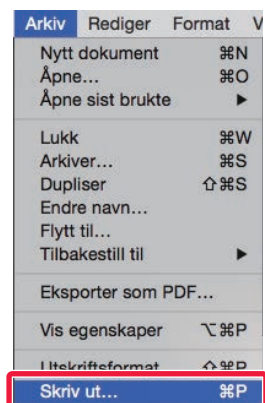 Arkiv Rediger Format V
Nytt dokument ⌘N
Åpne… ⌘O
Åpne sist brukte ▶
Lukk ⌘W
Arkiver… ⌘S
Dupliser ⇧⌘S
Endre navn…
Flytt til…
Tilbakestill til ▶
Eksporter som PDF…
Vis egenskaper ⌥⌘P
Utskriftsformat ⇧⌘P
Skriv ut… ⌘P